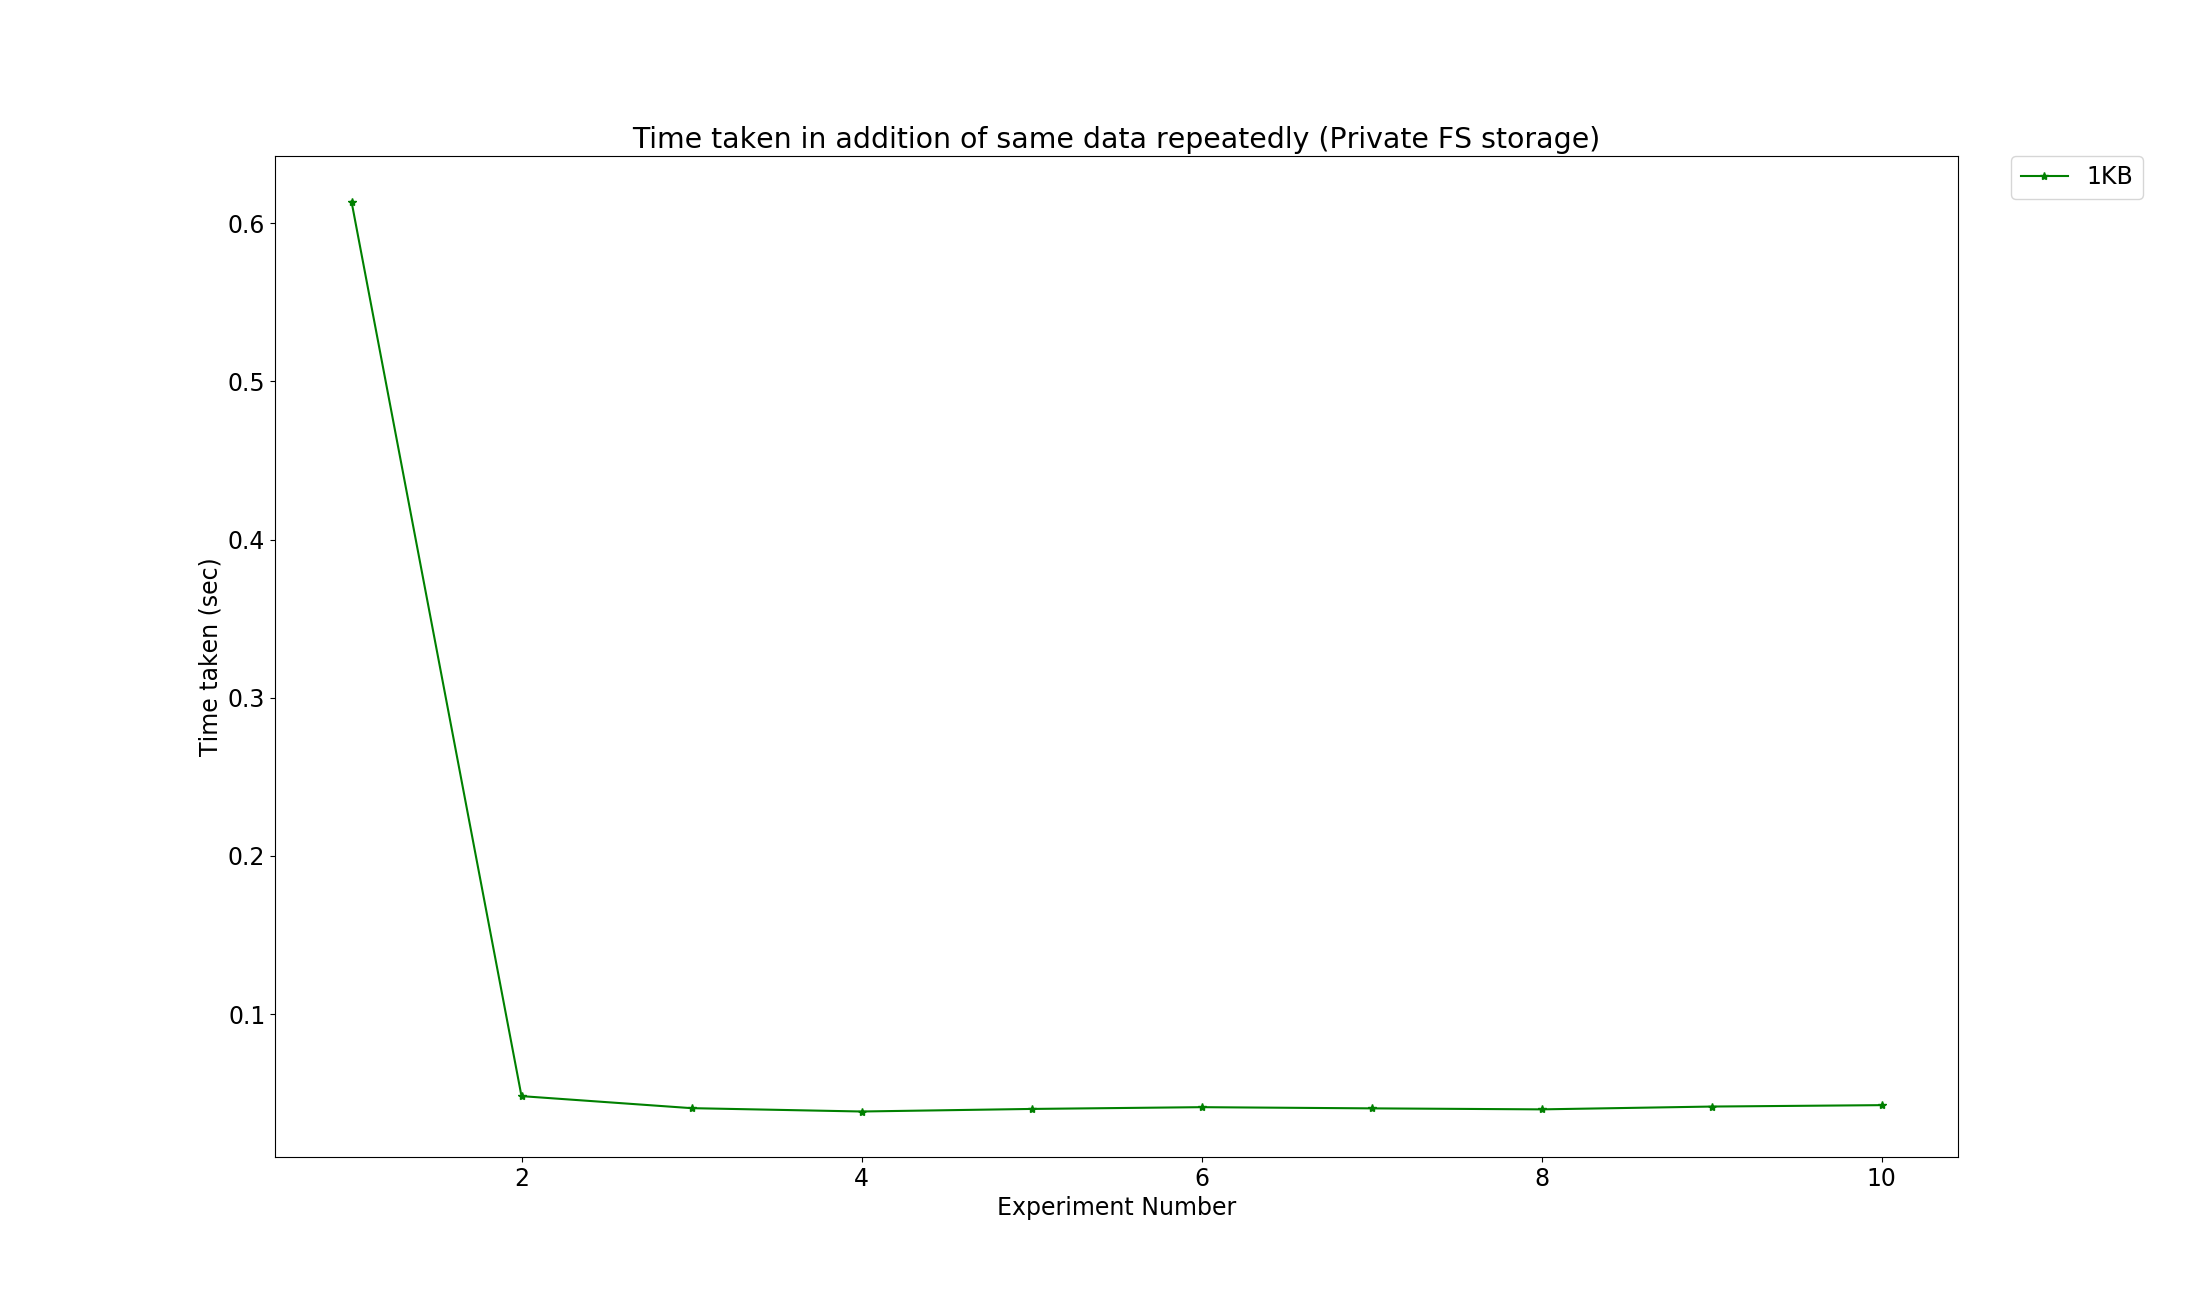 Time taken in addition of same data repeatedly (Private FS storage)
1KB
0.6
0.5
0.4
0.3
0.2
0.1
Time taken (sec)
2 4 6 8 10
Experiment Number